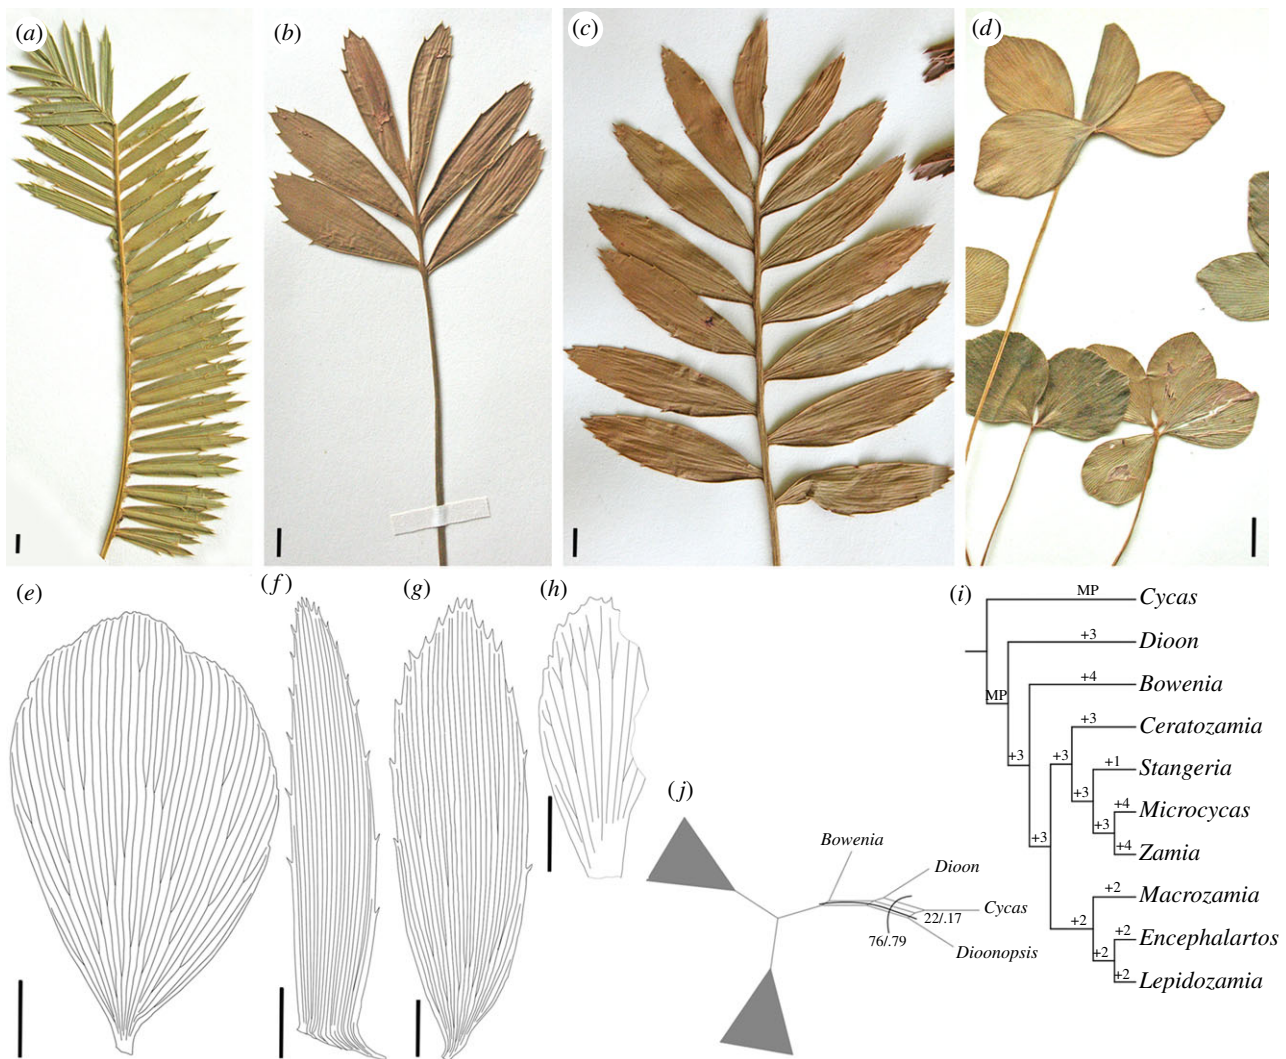 (a)
(b)
(c)
(d)
(e)
(f)
(g)
(h)
(i)
MP
Cycas
+3
Dioon
MP
+4
Bowenia
+3
+3
Ceratozamia
+3
+1
Stangeria
+3
+4
Microcycas
+3
+3
+4
Zamia
+2
Macrozamia
+2
+2
Encephalartos
+2
+2
Lepidozamia
(j)
Bowenia
Dioon
Cycas
22/.17
76/.79
Dioonopsis